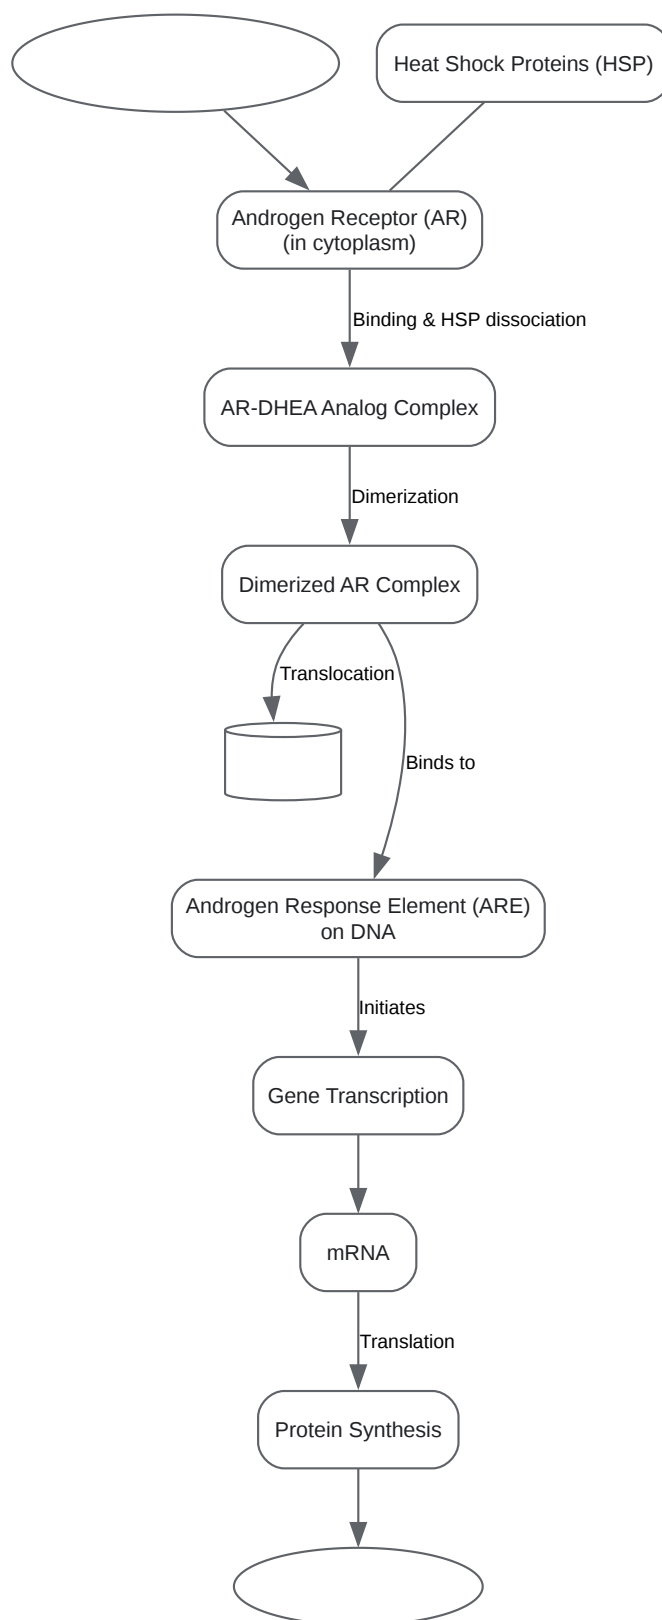 Heat Shock Proteins (HSP)
Androgen Receptor (AR)
(in cytoplasm)
Binding & HSP dissociation
AR-DHEA Analog Complex
Dimerization
Dimerized AR Complex
Translocation
Binds to
Androgen Response Element (ARE)
on DNA
Initiates
Gene Transcription
mRNA
Translation
Protein Synthesis